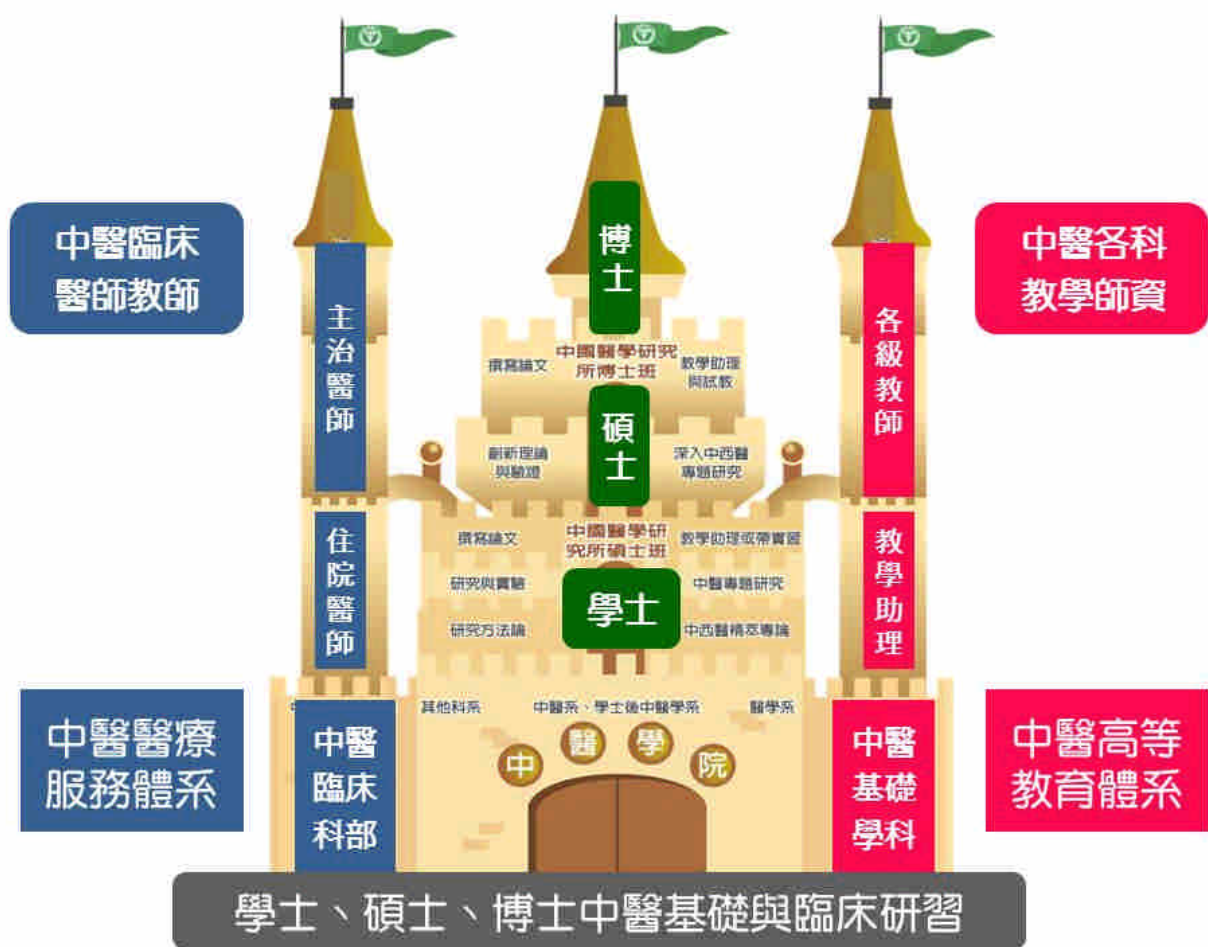 中醫臨床
醫師教師
主治醫師
住院醫師
中醫醫療
服務體系
中醫
臨床
科部
博士
中國醫學研究
所博士班
撰寫論文
教學助理
與試教
碩士
創新理論
與驗證
深入中西醫
專題研究
中國醫學研
究所碩士班
撰寫論文
教學助理或帶實習
學士
研究與實驗
中醫專題研究
研究方法論
中西醫精萃專論
其他科系
中醫系、學士後中醫學系
醫學系
中醫學院
中醫各科
教學師資
各級教師
教學助理
中醫
基礎
學科
中醫高等
教育體系
學士、碩士、博士中醫基礎與臨床研習